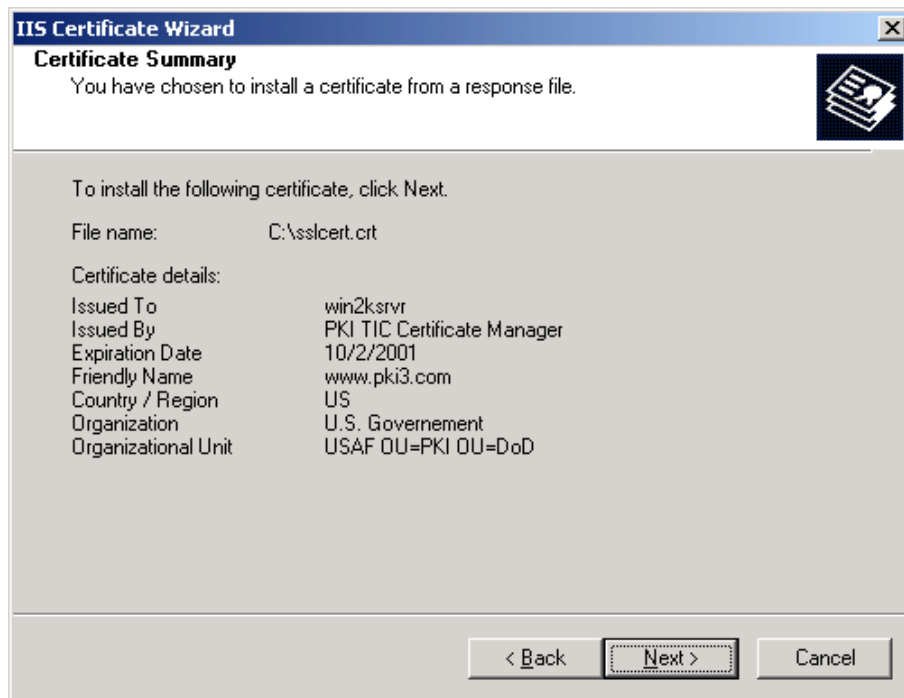 IIS Certificate Wizard
Certificate Summary
You have chosen to install a certificate from a response file.
To install the following certificate, click Next.
File name: C:\sslcert.crt
Certificate details:
Issued To win2ksrvr
Issued By PKI TIC Certificate Manager
Expiration Date 10/2/2001
Friendly Name www.pki3.com
Country / Region US
Organization U.S. Governement
Organizational Unit USAF OU=PKI OU=DoD
< Back Next > Cancel